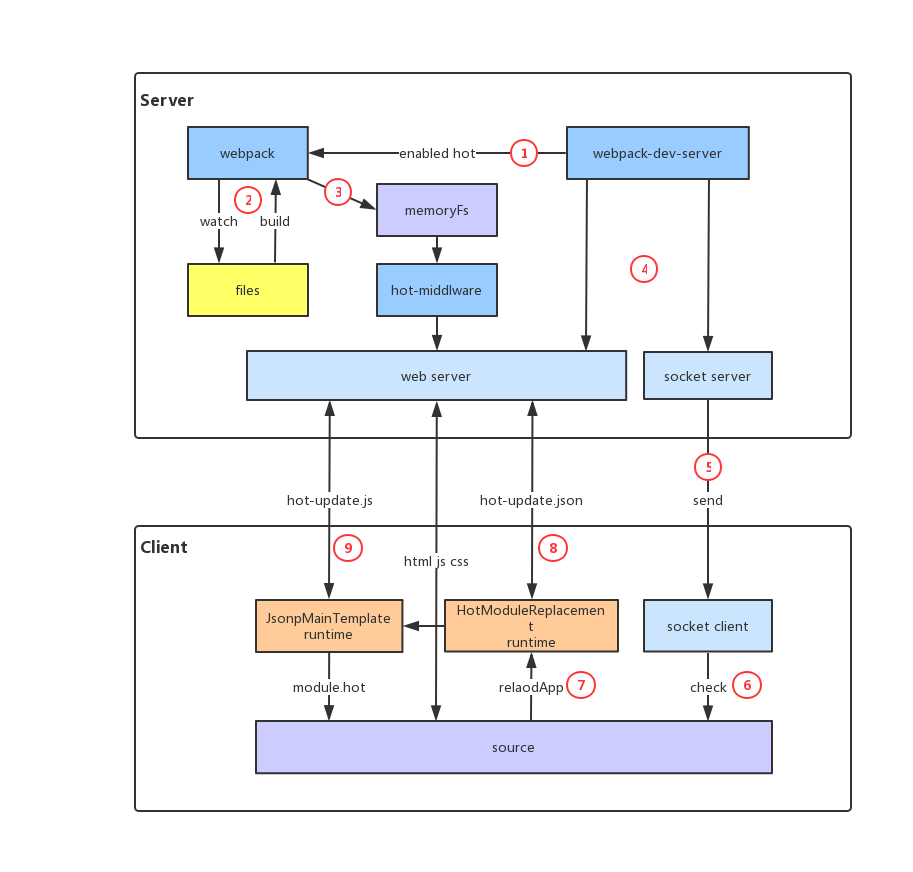 Server
webpack
enabled hot
1
webpack-dev-server
2
3
watch
build
memoryFs
files
hot-middlware
4
web server
socket server
5
hot-update.js
hot-update.json
send
Client
9
8
html js css
JsonpMainTemplate
runtime
HotModuleReplacemen
t
runtime
socket client
module.hot
relaodApp
7
check
6
source